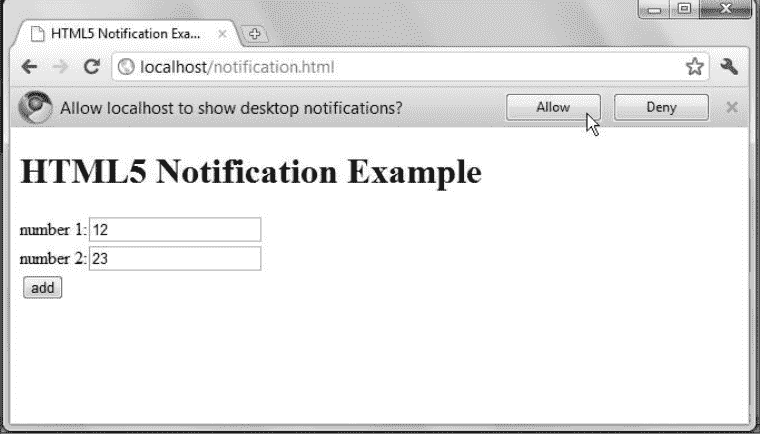 HTML5 Notification Exa...
localhost/notification.html
Allow localhost to show desktop notifications? Allow Deny
HTML5 Notification Example
number 1: 12
number 2: 23
add